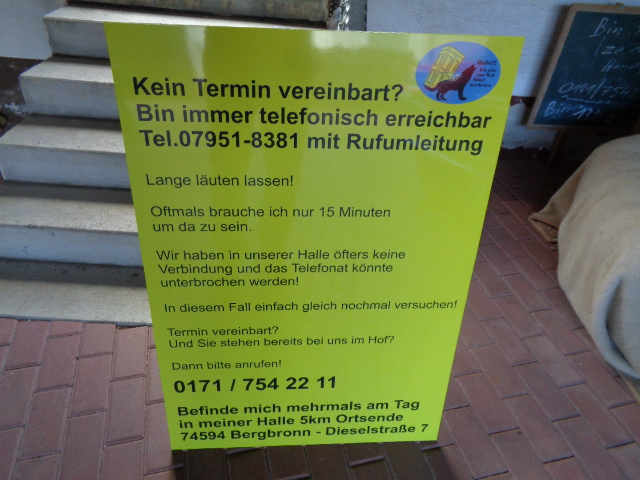 Kein Termin vereinbart?
Bin immer telefonisch erreichbar
Tel.07951-8381 mit Rufumleitung
Lange läuten lassen!
Oftmals brauche ich nur 15 Minuten
um da zu sein.
Wir haben in unserer Halle öfters keine
Verbindung und das Telefonat könnte
unterbrochen werden!
In diesem Fall einfach gleich nochmal versuchen!
Termin vereinbart?
Und Sie stehen bereits bei uns im Hof?
Dann bitte anrufen!
0171 / 754 22 11
Befinde mich mehrmals am Tag
in meiner Halle 5km Ortsende
74594 Bergbronn - Dieselstraße 7
Bin
0171/754